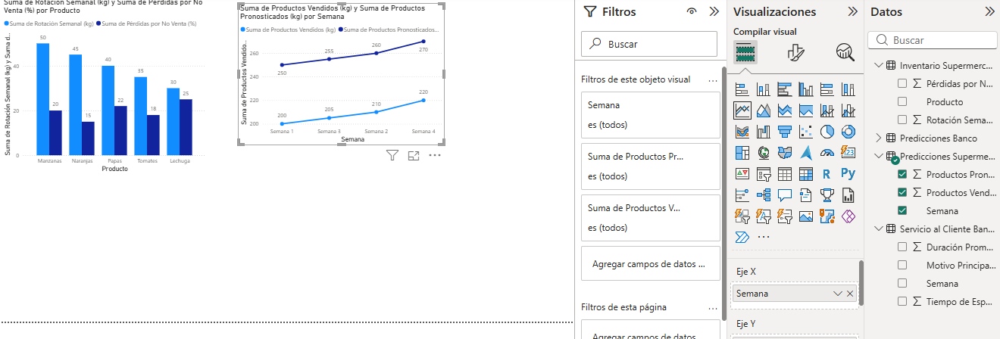 Suma de Rotación Semanal (kg) y Suma de Pérdidas por No
Venta (%) por Producto
Suma de Rotación Semanal (kg) Suma de Pérdidas por No Venta (%)
Suma de Rotación Semanal (kg) y Suma d...
0
20
40
50
20
45
15
40
22
35
18
30
25
Manzanas Naranjas Papas Tomates Lechuga
Producto
Suma de Productos Vendidos (kg) y Suma de Productos
Pronosticados (kg) por Semana
Suma de Productos Vendidos (kg) Suma de Productos Pronosticados...
Suma de Productos Vendido...
260
240
220
200
250
255
260
270
200
205
210
220
Semana 1 Semana 3 Semana 2 Semana 4
Semana
Filtros
Buscar
Filtros de este objeto visual ...
Semana
es (todos)
Suma de Productos Pr...
es (todos)
Suma de Productos V...
es (todos)
Agregar campos de datos ...
Filtros de esta página ...
Agregar campos de datos
Visualizaciones
Compilar visual
123
R
Py
...
Eje X
Semana
Eje Y
Datos
Buscar
Inventario Supermerc...
Σ Pérdidas por N...
Producto
Σ Rotación Sema...
Predicciones Banco
Predicciones Superme...
Σ Productos Pron...
Σ Productos Vend...
Semana
Servicio al Cliente Ban...
Σ Duración Prom...
Motivo Principa...
Semana
Σ Tiempo de Esp...